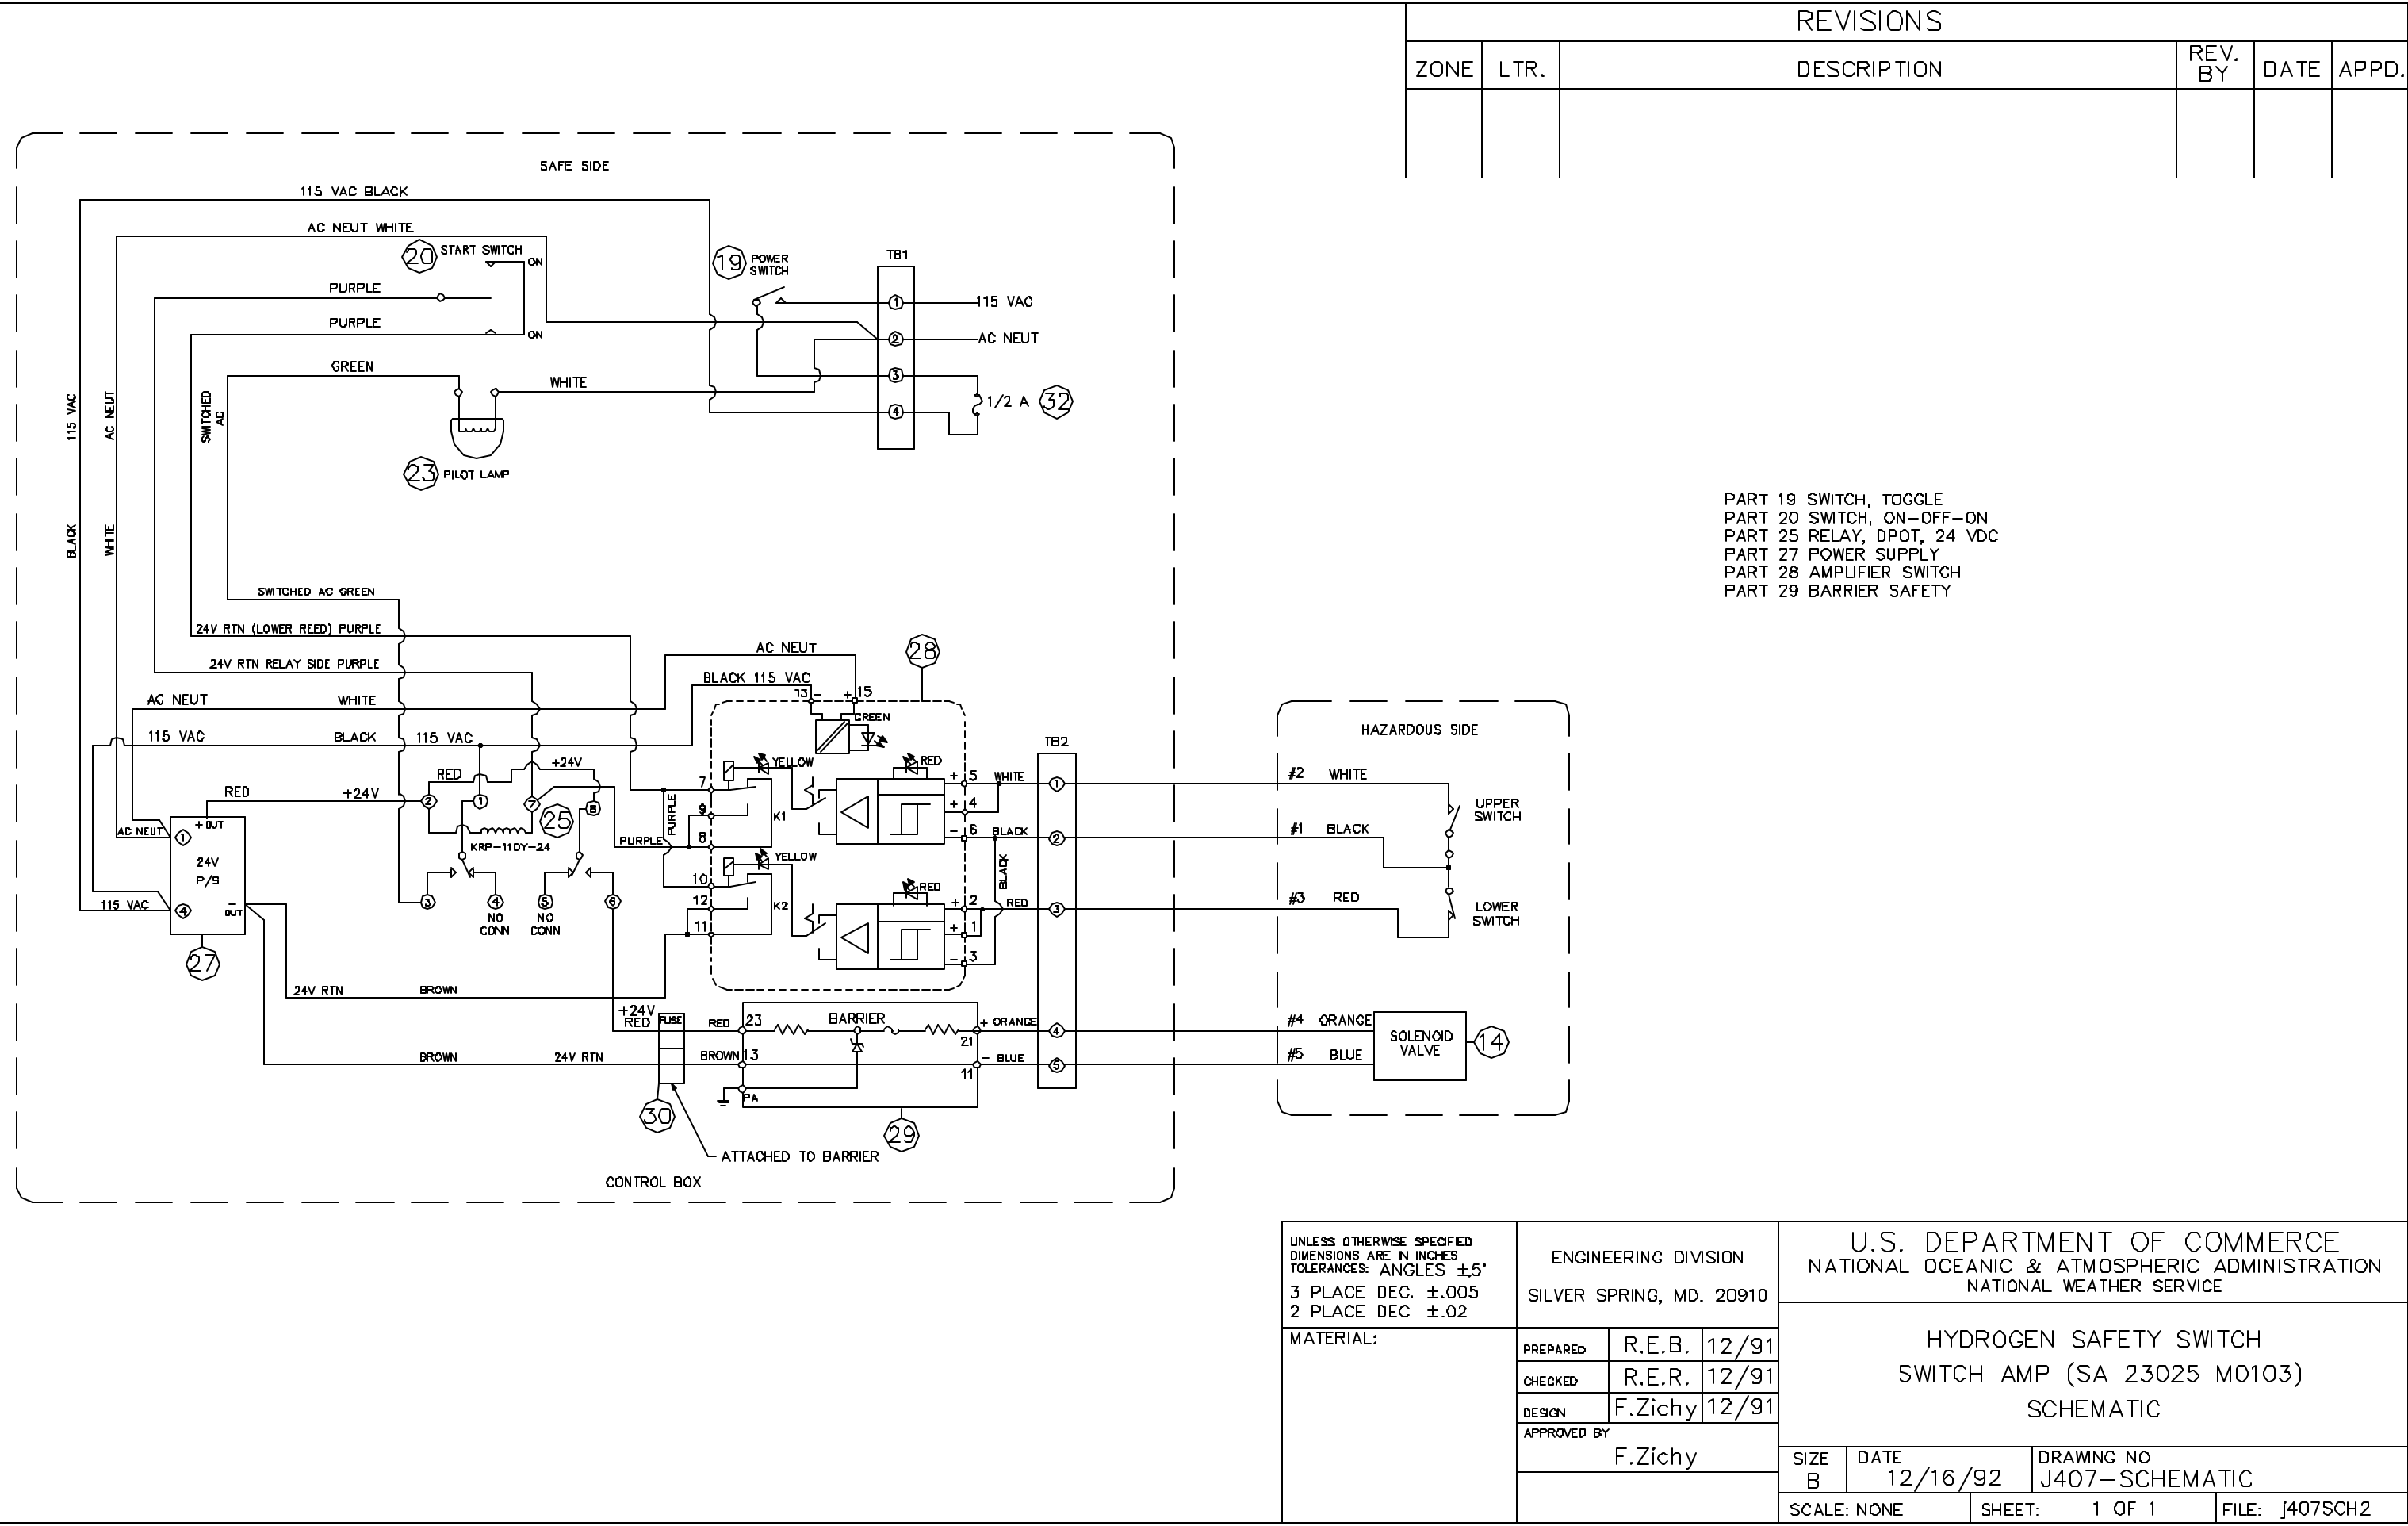 REVISIONS
ZONE LTR. DESCRIPTION REV. BY DATE APPD.
SAFE SIDE
115 VAC BLACK
AC NEUT WHITE
20 START SWITCH
ON
19 POWER SWITCH
TB1
PURPLE
1 115 VAC
PURPLE
ON
2 AC NEUT
GREEN
WHITE
3
1/2 A 32
4
115 VAC
AC NEUT
SWITCHED AC
23 PILOT LAMP
BLACK
WHITE
PART 19 SWITCH, TOGGLE
PART 20 SWITCH, ON-OFF-ON
PART 25 RELAY, DPOT, 24 VDC
PART 27 POWER SUPPLY
PART 28 AMPLIFIER SWITCH
PART 29 BARRIER SAFETY
SWITCHED AC GREEN
24V RTN (LOWER REED) PURPLE
AC NEUT
28
24V RTN RELAY SIDE PURPLE
BLACK 115 VAC
13 - + 15
AC NEUT WHITE
GREEN
HAZARDOUS SIDE
115 VAC BLACK 115 VAC
TB2
RED +24V
YELLOW
RED
+ 5 WHITE
1
#2 WHITE
RED +24V
2 1 7 8
25
7
PURPLE
9
K1
+ 4
UPPER SWITCH
+ OUT
AC NEUT
1
KRP-11DY-24
PURPLE
8
- 6 BLACK
2
#1 BLACK
24V
P/S
YELLOW
BLACK
10
RED
115 VAC
4
- OUT
3 4 5 6
12
K2
+ 2 RED
3
#3 RED
LOWER SWITCH
NO CONN
NO CONN
11
+ 1
27
- 3
24V RTN BROWN
+24V RED
FUSE
RED
23
BARRIER
+ ORANGE
21
4
#4 ORANGE
SOLENOID VALVE
14
BROWN 24V RTN
BROWN 13
- BLUE
11
5
#5 BLUE
PA
30
29
ATTACHED TO BARRIER
CONTROL BOX
UNLESS OTHERWISE SPECIFIED
DIMENSIONS ARE IN INCHES
TOLERANCES: ANGLES ±.5°
3 PLACE DEC. ±.005
2 PLACE DEC ±.02
MATERIAL:
ENGINEERING DIVISION
SILVER SPRING, MD. 20910
PREPARED R.E.B. 12/91
CHECKED R.E.R. 12/91
DESIGN F.Zichy 12/91
APPROVED BY
F.Zichy
U.S. DEPARTMENT OF COMMERCE
NATIONAL OCEANIC & ATMOSPHERIC ADMINISTRATION
NATIONAL WEATHER SERVICE
HYDROGEN SAFETY SWITCH
SWITCH AMP (SA 23025 M0103)
SCHEMATIC
SIZE B
DATE 12/16/92
DRAWING NO J407-SCHEMATIC
SCALE: NONE
SHEET: 1 OF 1
FILE: J407SCH2